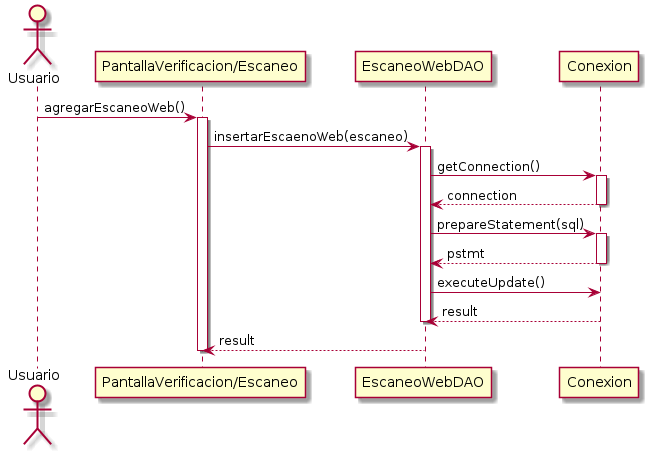 Usuario
PantallaVerificacion/Escaneo
EscaneoWebDAO
Conexion
agregarEscaneoWeb()
insertarEscaenoWeb(escaneo)
getConnection()
connection
prepareStatement(sql)
pstmt
executeUpdate()
result
result
Usuario
PantallaVerificacion/Escaneo
EscaneoWebDAO
Conexion